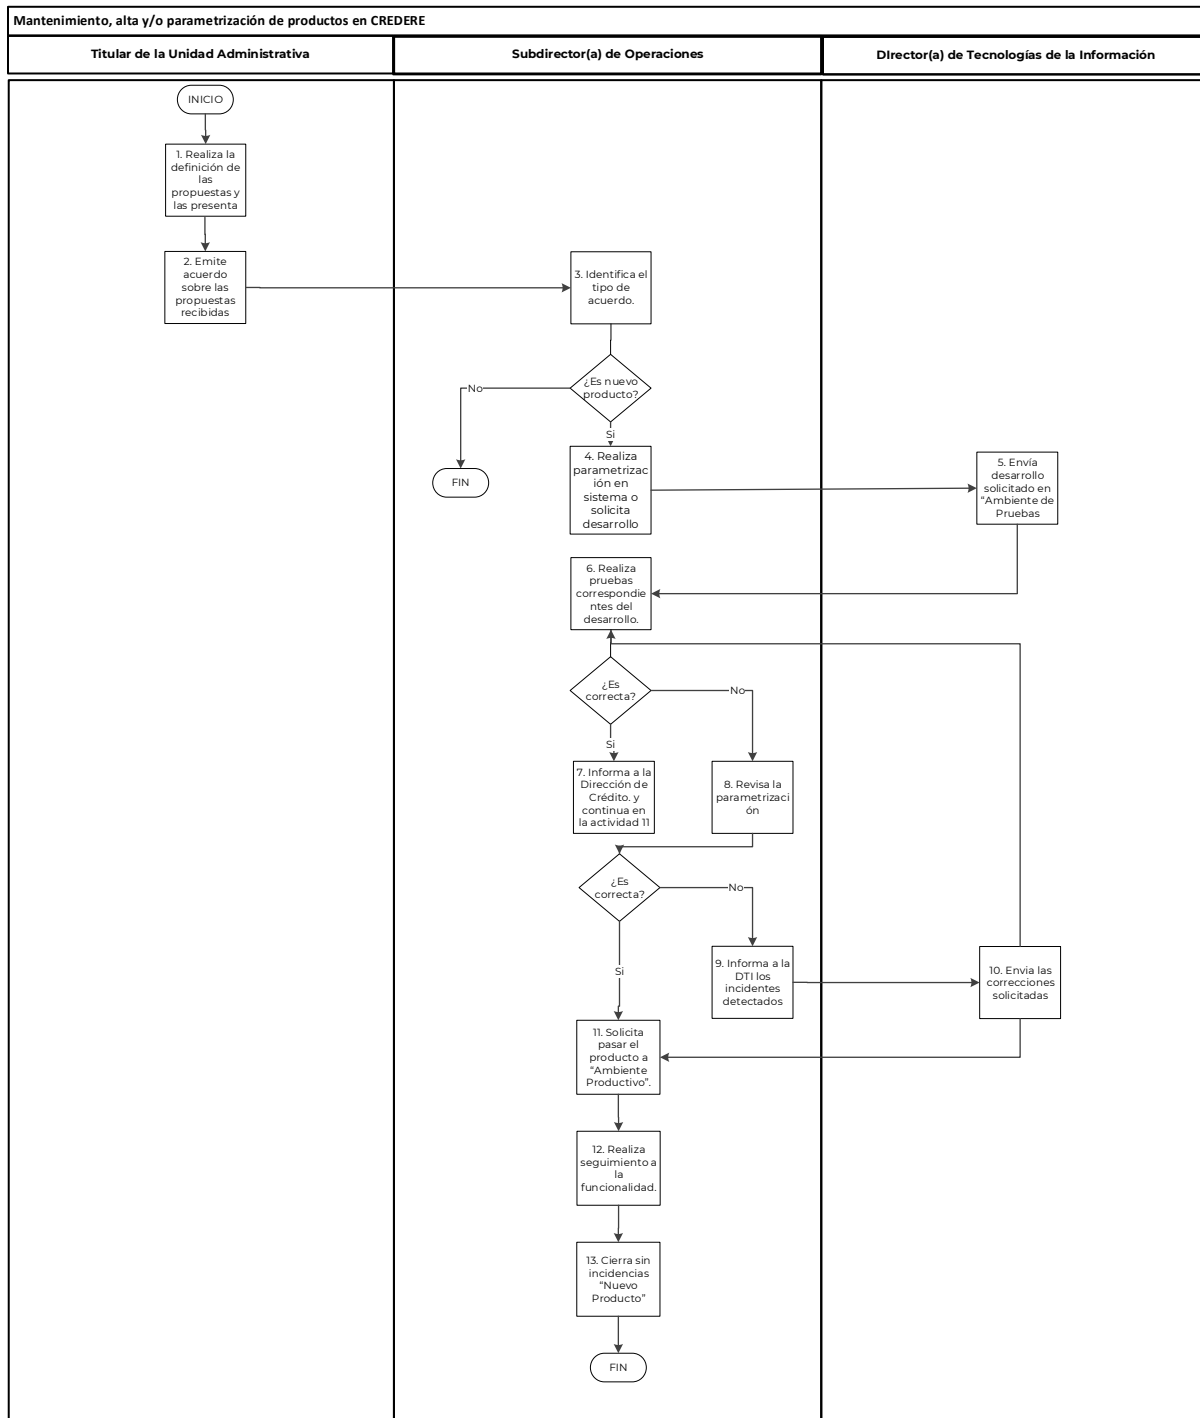 Mantenimiento, alta y/o parametrización de productos en CREDERE
Titular de la Unidad Administrativa
Subdirector(a) de Operaciones
DIrector(a) de Tecnologías de la Información
INICIO
1. Realiza la
definición de
las
propuestas y
las presenta
2. Emite
acuerdo
sobre las
propuestas
recibidas
3. Identifica el
tipo de
acuerdo.
¿Es nuevo
producto?
No
Si
FIN
4. Realiza
parametrizac
ión en
sistema o
solicita
desarrollo
5. Envía
desarrollo
solicitado en
“Ambiente de
Pruebas
6. Realiza
pruebas
correspondie
ntes del
desarrollo.
¿Es
correcta?
No
Si
7. Informa a la
Dirección de
Crédito. y
continua en
la actividad 11
8. Revisa la
parametrizaci
ón
¿Es
correcta?
No
Si
9. Informa a la
DTI los
incidentes
detectados
10. Envia las
correcciones
solicitadas
11. Solicita
pasar el
producto a
“Ambiente
Productivo”.
12. Realiza
seguimiento a
la
funcionalidad.
13. Cierra sin
incidencias
“Nuevo
Producto”
FIN